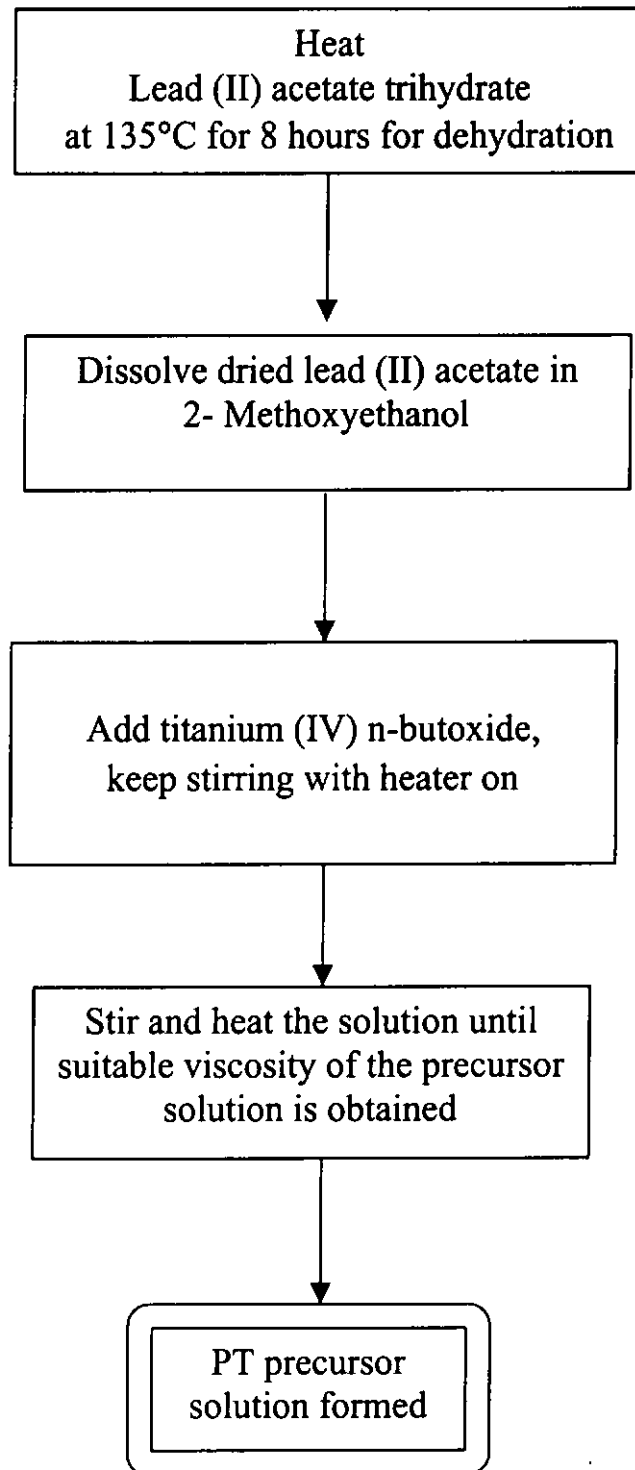 Heat
Lead (II) acetate trihydrate
at 135°C for 8 hours for dehydration
Dissolve dried lead (II) acetate in
2- Methoxyethanol
Add titanium (IV) n-butoxide,
keep stirring with heater on
Stir and heat the solution until
suitable viscosity of the precursor
solution is obtained
PT precursor
solution formed